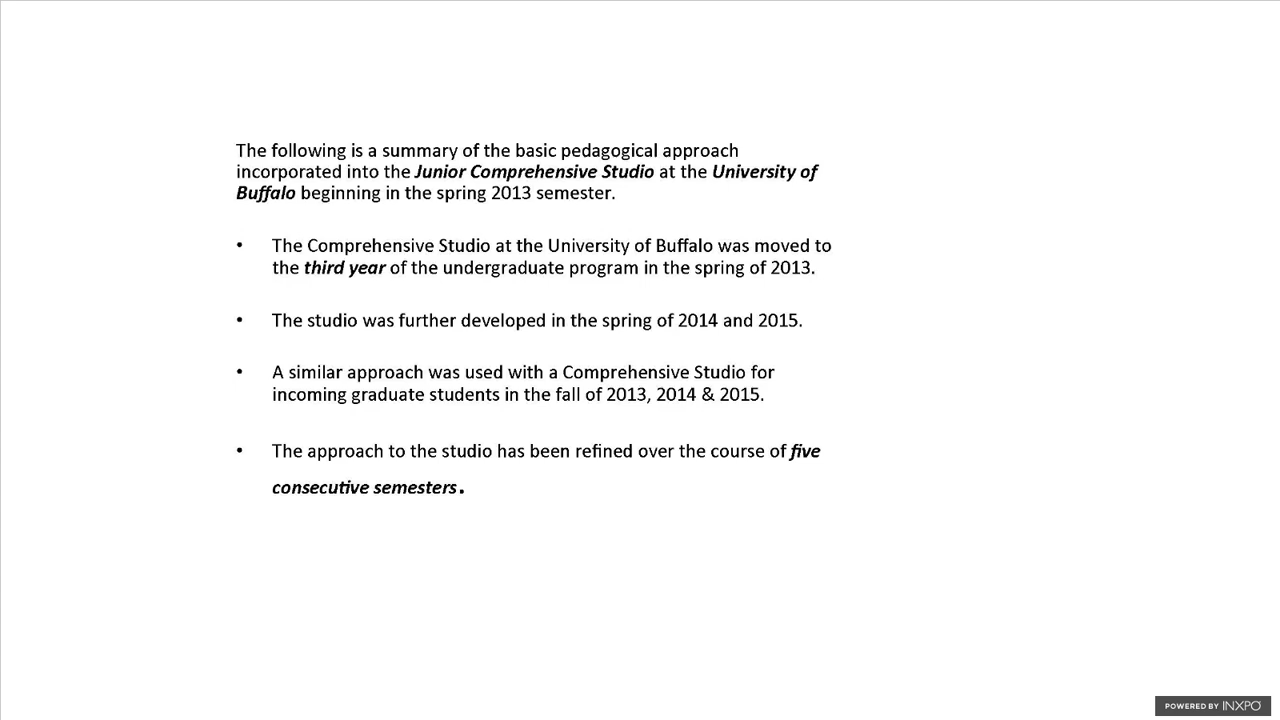 The following is a summary of the basic pedagogical approach
incorporated into the Junior Comprehensive Studio at the University of
Buffalo beginning in the spring 2013 semester.
• The Comprehensive Studio at the University of Buffalo was moved to
the third year of the undergraduate program in the spring of 2013.
• The studio was further developed in the spring of 2014 and 2015.
• A similar approach was used with a Comprehensive Studio for
incoming graduate students in the fall of 2013, 2014 & 2015.
• The approach to the studio has been refined over the course of five
consecutive semesters.
POWERED BY INXPO